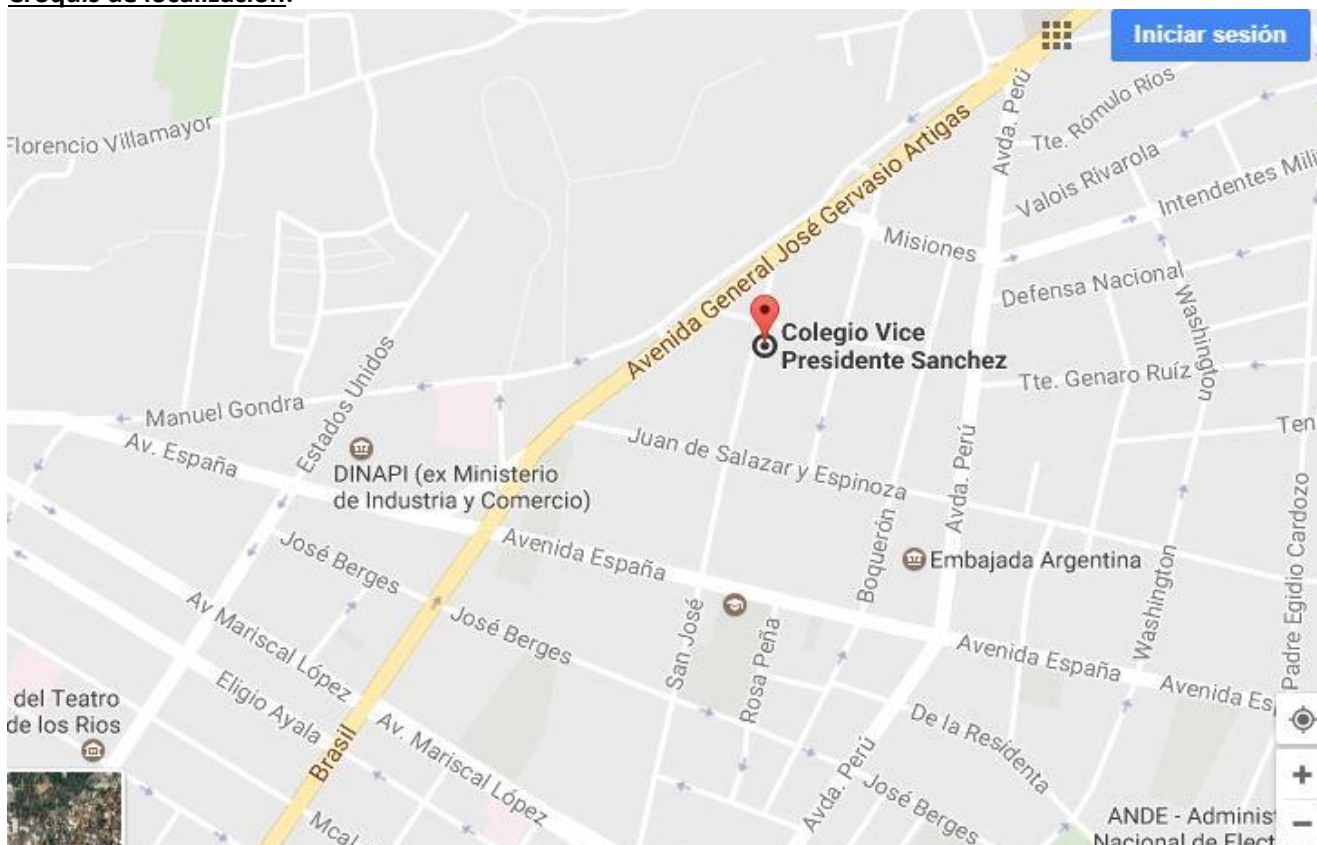 Croquis de localización:
Iniciar sesión
Florencio Villamayor
Avda. Perú
Tte. Rómulo Ríos
Valois Rivarola
Intendentes Mili
Avenida General José Gervasio Artigas
Misiones
Defensa Nacional
Washington
Colegio Vice
Presidente Sanchez
Tte. Genaro Ruíz
Manuel Gondra
Estados Unidos
Av. España
DINAPI (ex Ministerio
de Industria y Comercio)
Juan de Salazar y Espinoza
Avda. Perú
Ten
Padre Egidio Cardozo
Avenida España
Boquerón
Embajada Argentina
José Berges
José Berges
Av Mariscal López
San José
Rosa Peña
Washington
Avenida España
Avenida Es
del Teatro
de los Rios
Eligio Ayala
Brasil
Av. Mariscal López
De la Residenta
Avda. Perú
José Berges
Mcal
ANDE - Administ
Nacional de Elect